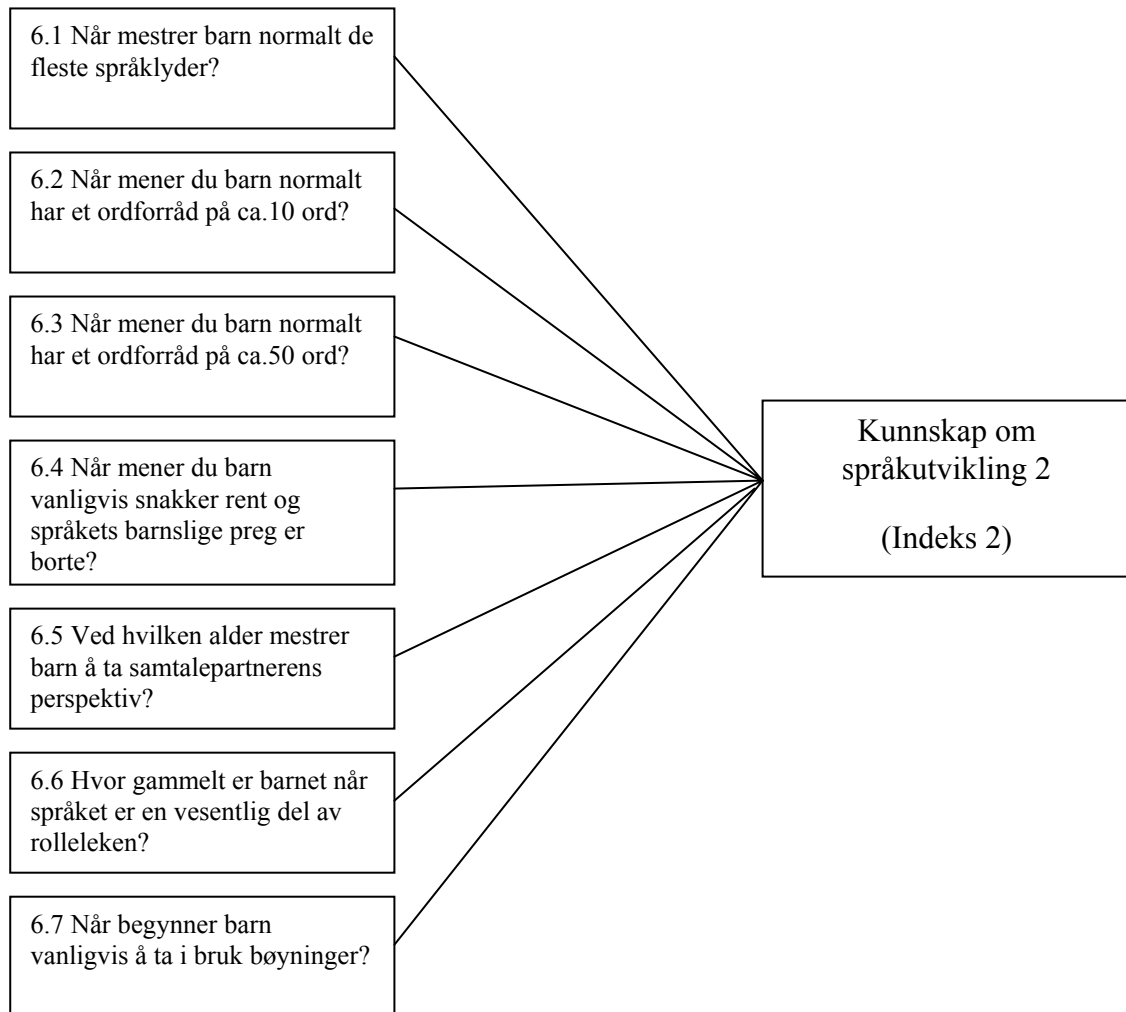 6.1 Når mestrer barn normalt de
fleste språklyder?
6.2 Når mener du barn normalt
har et ordforråd på ca.10 ord?
6.3 Når mener du barn normalt
har et ordforråd på ca.50 ord?
6.4 Når mener du barn
vanligvis snakker rent og
språkets barnslige preg er
borte?
6.5 Ved hvilken alder mestrer
barn å ta samtalepartnerens
perspektiv?
6.6 Hvor gammelt er barnet når
språket er en vesentlig del av
rolleleken?
6.7 Når begynner barn
vanligvis å ta i bruk bøyninger?
Kunnskap om
språkutvikling 2
(Indeks 2)